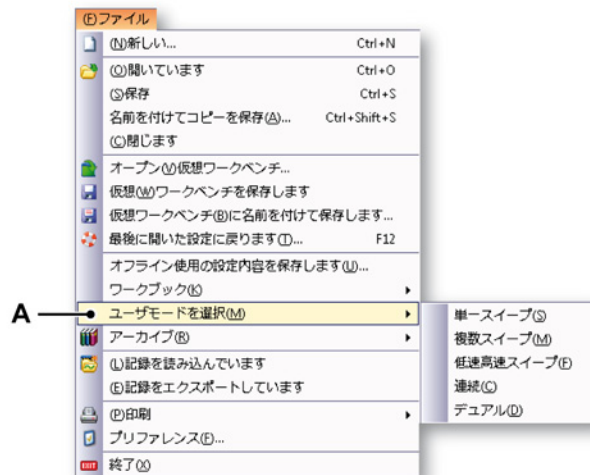 (F)ファイル
(N)新しい... Ctrl+N
(O)開いています Ctrl+O
(S)保存 Ctrl+S
名前を付けてコピーを保存(A)... Ctrl+Shift+S
(C)閉じます
オープン(V)仮想ワークベンチ...
仮想(W)ワークベンチを保存します
仮想ワークベンチ(B)に名前を付けて保存します...
最後に開いた設定に戻ります(T)... F12
オフライン使用の設定内容を保存します(U)...
ワークブック(K)
A
ユーザモードを選択(M)
単一スイープ(S)
複数スイープ(M)
低速高速スイープ(F)
連続(C)
デュアル(D)
アーカイブ(R)
(L)記録を読み込んでいます
(E)記録をエクスポートしています
(P)印刷
プリファレンス(F)...
EXIT 終了(X)